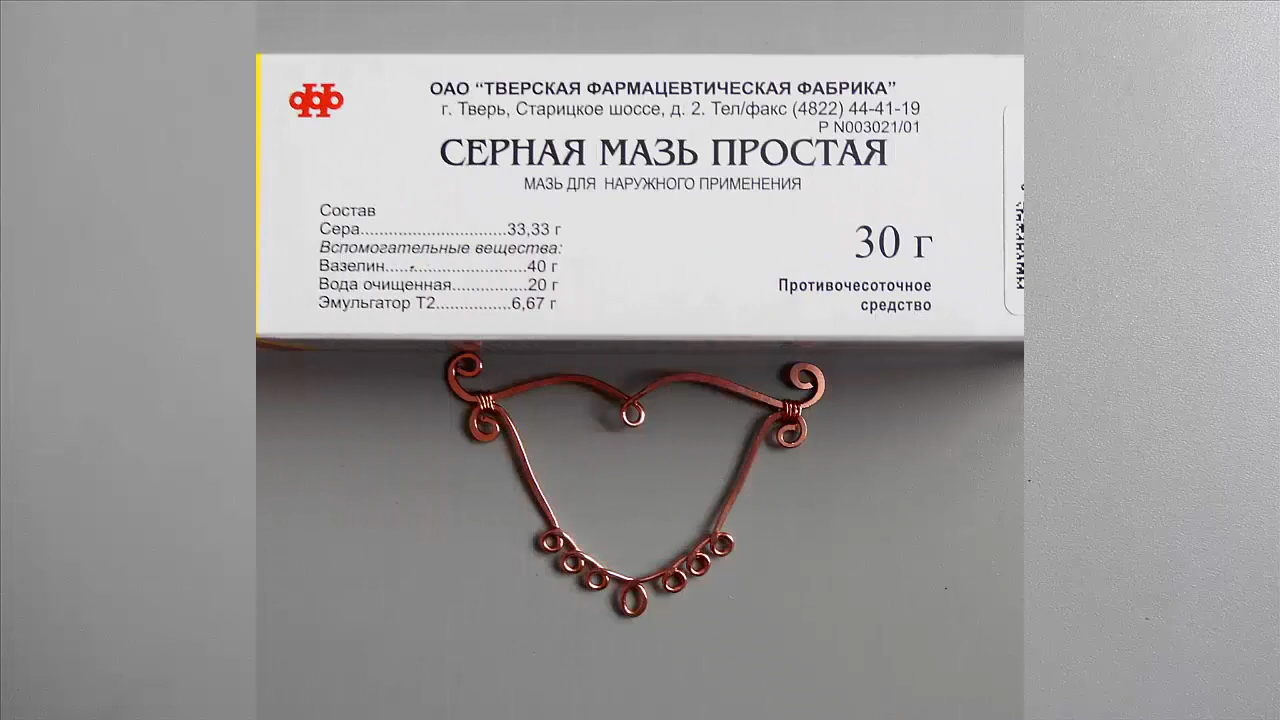 ОАО “ТВЕРСКАЯ ФАРМАЦЕВТИЧЕСКАЯ ФАБРИКА”
г. Тверь, Старицкое шоссе, д. 2. Тел/факс (4822) 44-41-19
Р N003021/01
СЕРНАЯ МАЗЬ ПРОСТАЯ
МАЗЬ ДЛЯ НАРУЖНОГО ПРИМЕНЕНИЯ
Состав
Сера...............................33,33 г
Вспомогательные вещества:
Вазелин..............................40 г
Вода очищенная................20 г
Эмульгатор Т2................6,67 г
30 г
Противочесоточное
средство